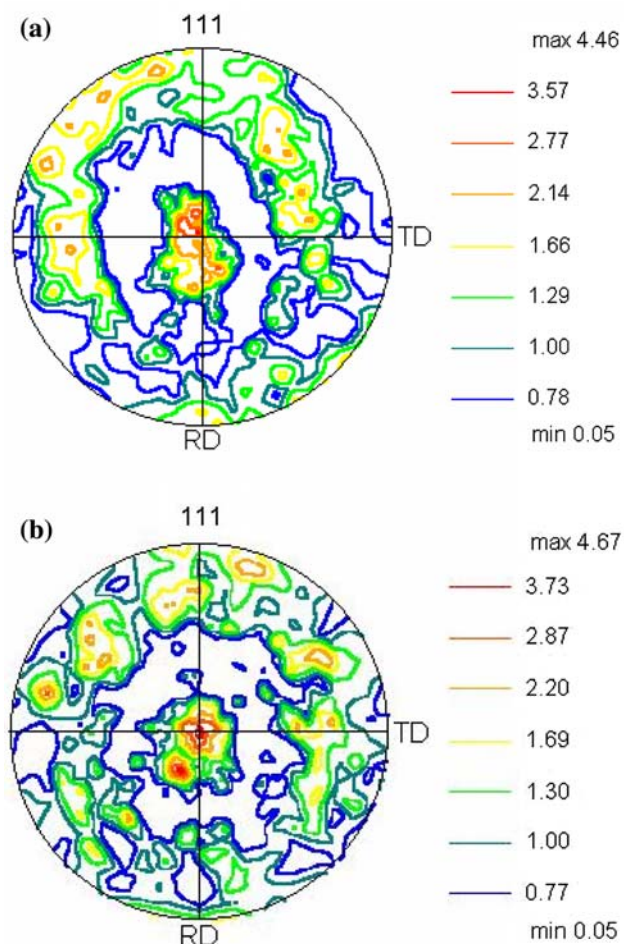 (a)
111
max 4.46
3.57
2.77
2.14
TD
1.66
1.29
1.00
0.78
min 0.05
RD
(b)
111
max 4.67
3.73
2.87
2.20
TD
1.69
1.30
1.00
0.77
min 0.05
RD